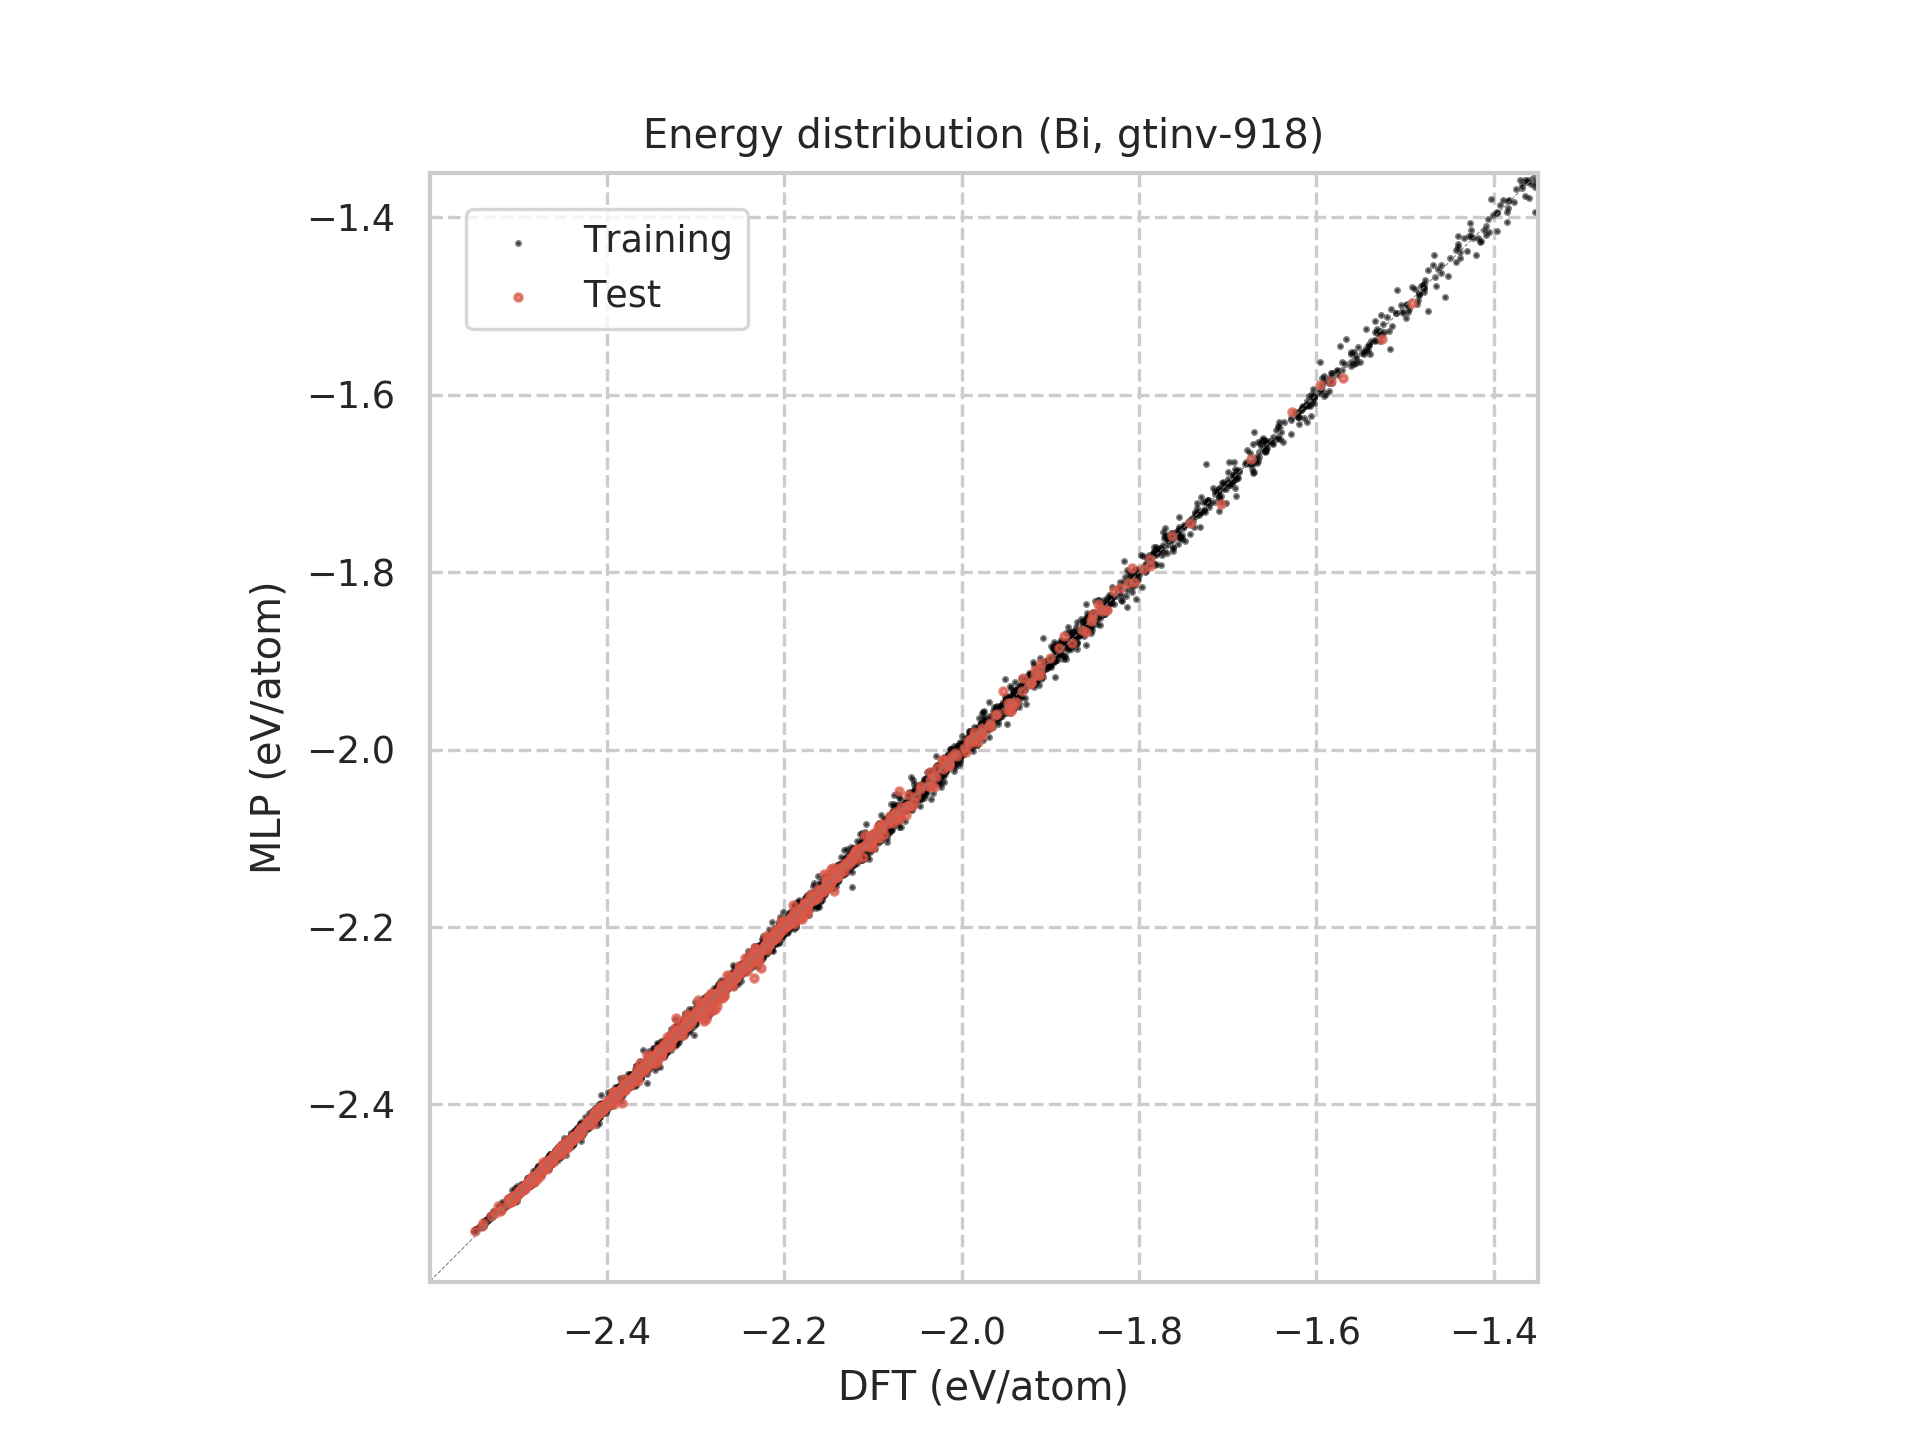 Energy distribution (Bi, gtinv-918)
Training
Test
−1.4
−1.6
−1.8
−2.0
−2.2
−2.4
MLP (eV/atom)
−2.4 −2.2 −2.0 −1.8 −1.6 −1.4
DFT (eV/atom)